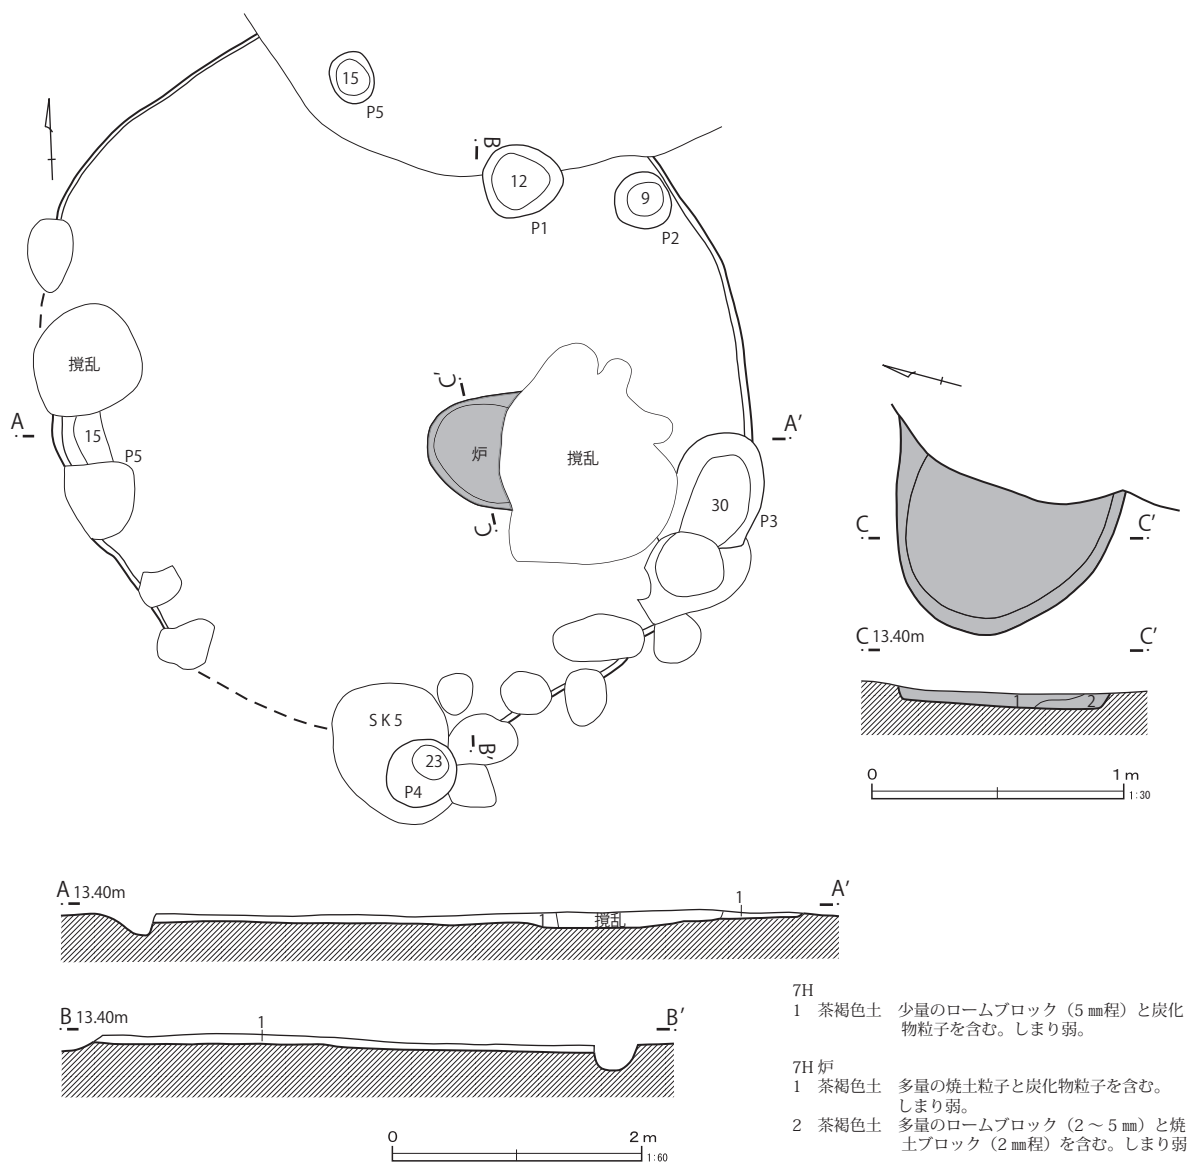 15
P5
B
12
P1
9
P2
撹乱
A
15
P5
C’
炉
C
撹乱
A’
30
P3
SK5
B’
23
P4
C
C’
C 13.40m
C’
1
2
0
1m
1:30
A 13.40m
A’
1
撹乱
1
B 13.40m
B’
1
0
2m
1:60
7H
1 茶褐色土 少量のロームブロック（5㎜程）と炭化
物粒子を含む。しまり弱。
7H 炉
1 茶褐色土 多量の焼土粒子と炭化物粒子を含む。
しまり弱。
2 茶褐色土 多量のロームブロック（2～5㎜）と焼
土ブロック（2㎜程）を含む。しまり弱